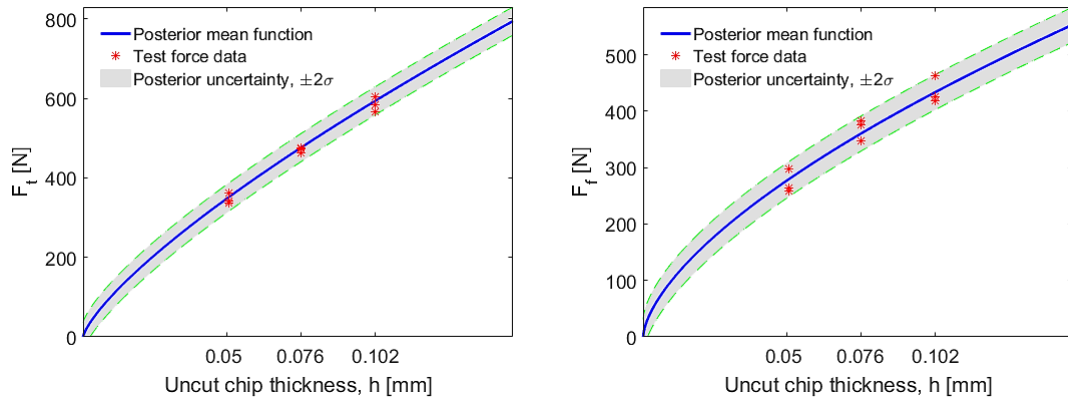 F_t [N]
800
600
400
200
0
Posterior mean function
Test force data
Posterior uncertainty, ±2σ
0.05 0.076 0.102
Uncut chip thickness, h [mm]
F_f [N]
500
400
300
200
100
0
Posterior mean function
Test force data
Posterior uncertainty, ±2σ
0.05 0.076 0.102
Uncut chip thickness, h [mm]